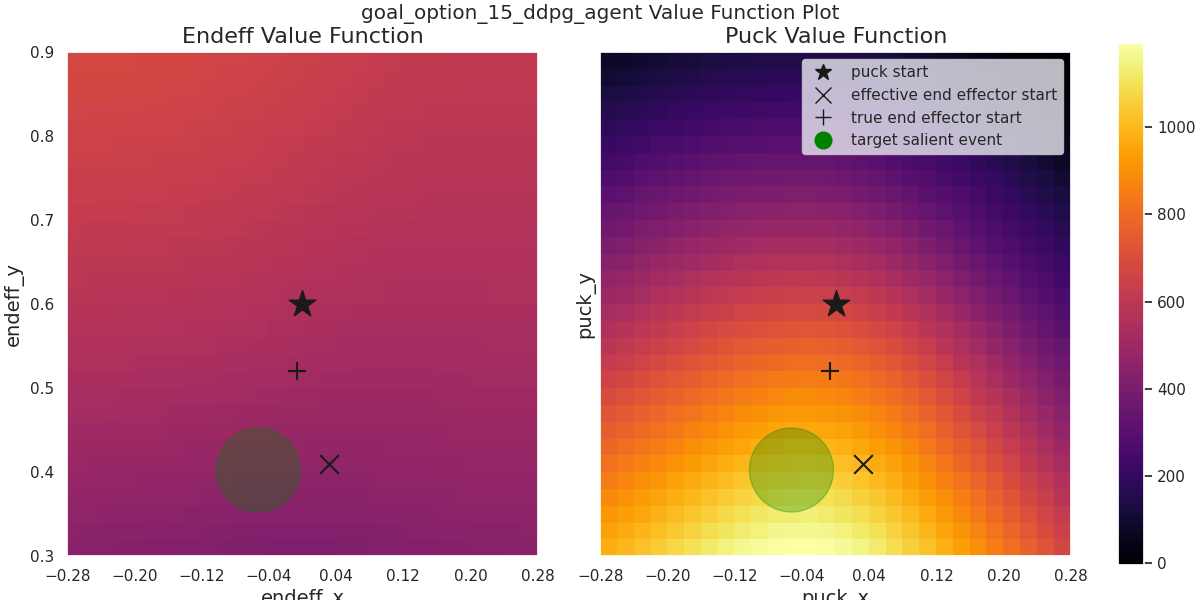 goal_option_15_ddpg_agent Value Function Plot
Endeff Value Function
0.9
0.8
0.7
0.6
0.5
0.4
0.3
endeff_y
−0.28 −0.20 −0.12 −0.04 0.04 0.12 0.20 0.28
endeff_x
Puck Value Function
puck start
effective end effector start
true end effector start
target salient event
puck_y
−0.28 −0.20 −0.12 −0.04 0.04 0.12 0.20 0.28
puck_x
1000
800
600
400
200
0